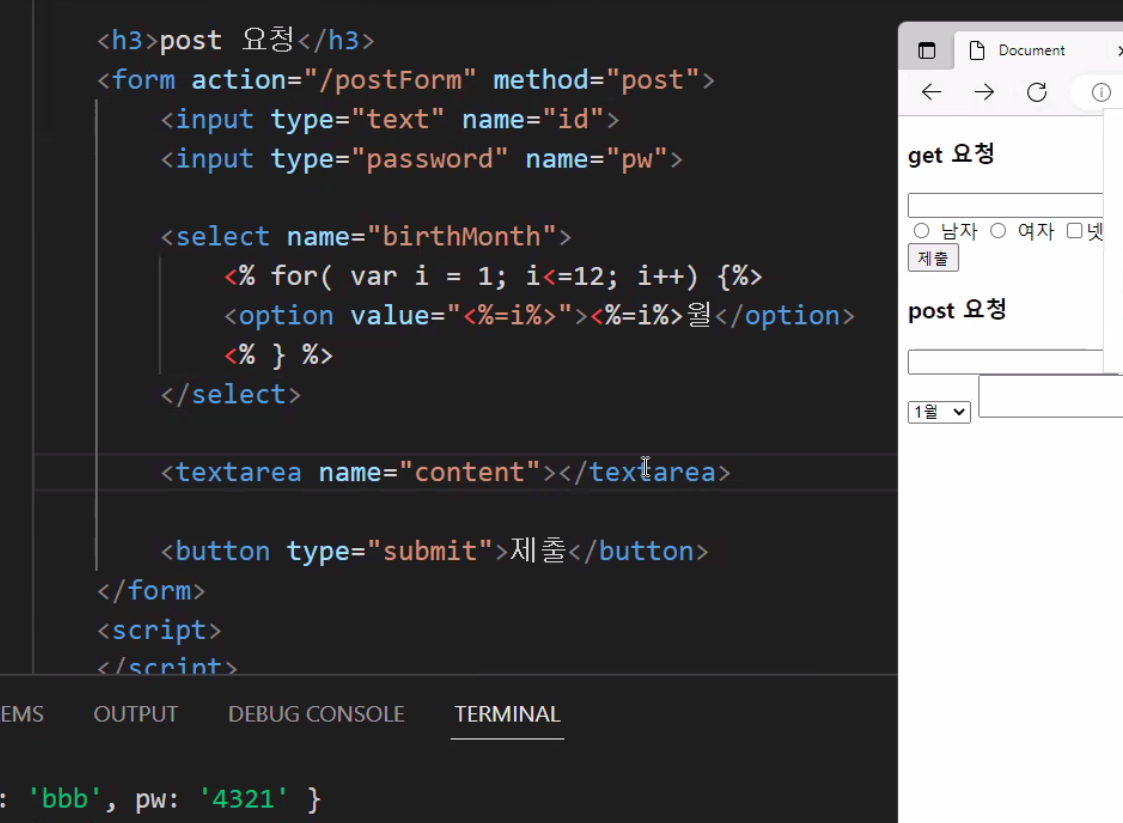 <h3>post 요청</h3>
<form action="/postForm" method="post">
<input type="text" name="id">
<input type="password" name="pw">
<select name="birthMonth">
<% for( var i = 1; i<=12; i++) {%>
<option value="<%=i%>"><%=i%>월</option>
<% } %>
</select>
<textarea name="content"></textarea>
<button type="submit">제출</button>
</form>
<script>
</script>
EMS OUTPUT DEBUG CONSOLE TERMINAL
: 'bbb', pw: '4321' }
Document
get 요청
남자 여자 넷
제출
post 요청
1월